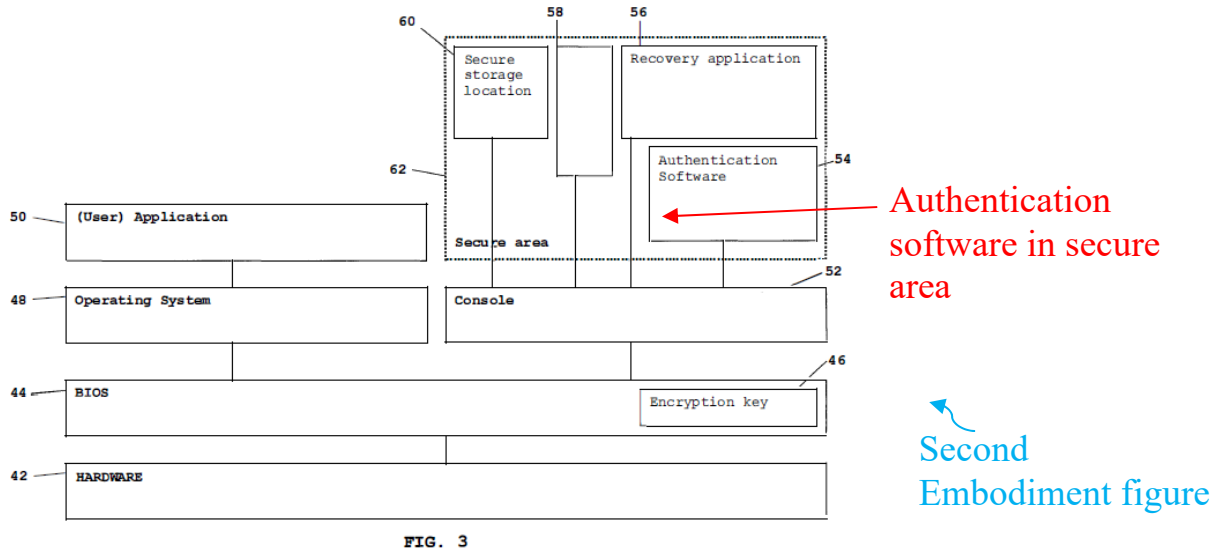 58
56
60
Secure
storage
location
Recovery application
Authentication
Software
54
62
Secure area
50
(User) Application
52
48
Operating System
Console
46
44
BIOS
Encryption key
42
HARDWARE
FIG. 3
Authentication
software in secure
area
Second
Embodiment figure